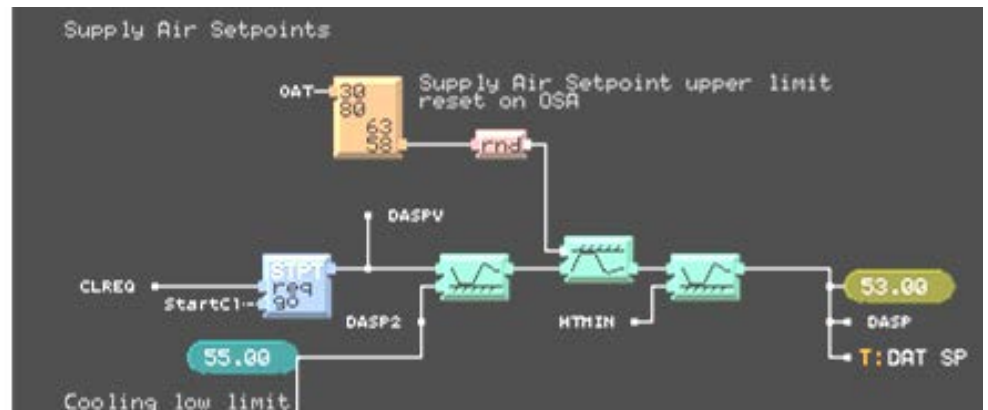 Supply Air Setpoints
OAT
30
80
63
58
Supply Air Setpoint upper limit
reset on OSA
rnd
DASPV
CLREQ
StartCl
STPT
req
go
DASP2
HTMIN
53.00
DASP
T:DAT SP
55.00
Cooling low limit